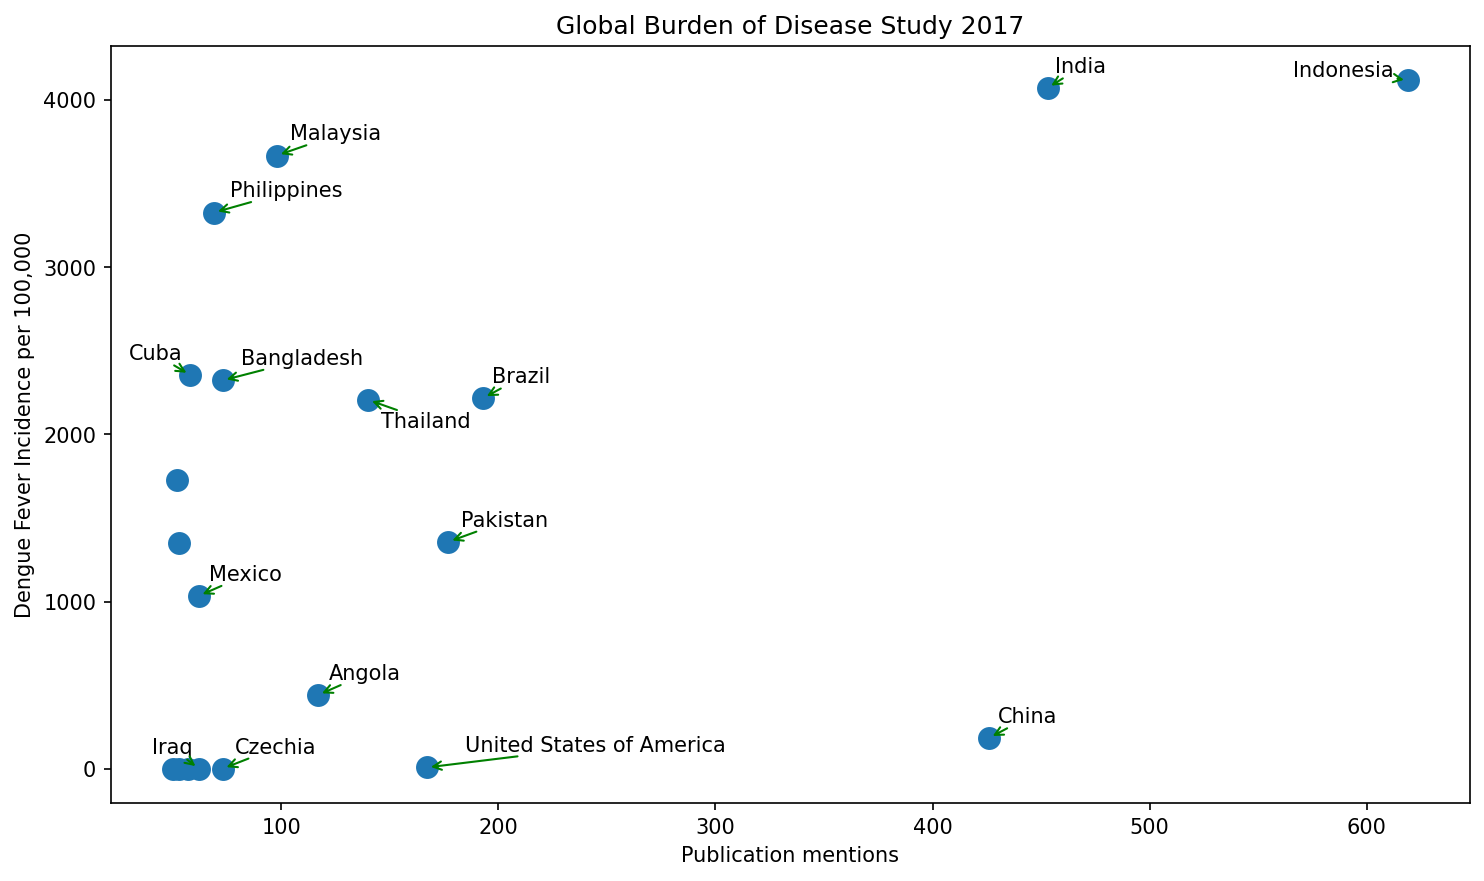 Global Burden of Disease Study 2017
Dengue Fever Incidence per 100,000
4000
3000
2000
1000
0
India
Indonesia
Malaysia
Philippines
Cuba
Bangladesh
Brazil
Thailand
Pakistan
Mexico
Angola
China
Iraq
Czechia
United States of America
100
200
300
400
500
600
Publication mentions